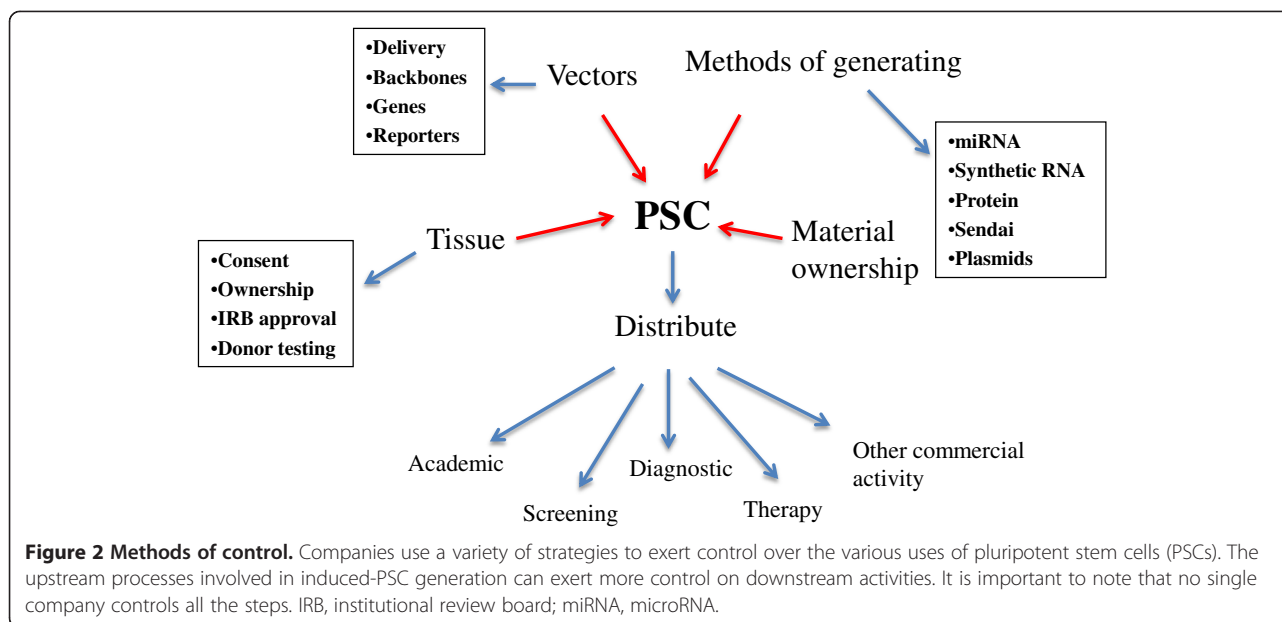 •Delivery
•Backbones
•Genes
•Reporters
Vectors
Methods of generating
•miRNA
•Synthetic RNA
•Protein
•Sendai
•Plasmids
PSC
Tissue
Material
ownership
•Consent
•Ownership
•IRB approval
•Donor testing
Distribute
Academic
Screening
Diagnostic
Therapy
Other commercial
activity
Figure 2 Methods of control. Companies use a variety of strategies to exert control over the various uses of pluripotent stem cells (PSCs). The
upstream processes involved in induced-PSC generation can exert more control on downstream activities. It is important to note that no single
company controls all the steps. IRB, institutional review board; miRNA, microRNA.